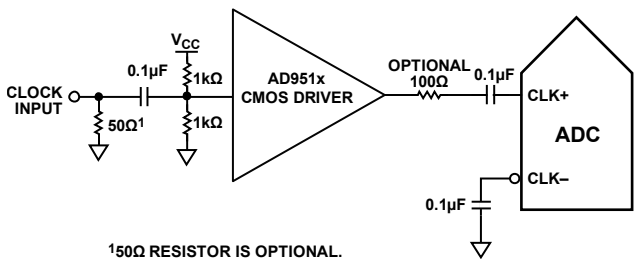 V_CC
0.1µF
1kΩ
CLOCK
INPUT
50Ω¹
1kΩ
AD951x
CMOS DRIVER
OPTIONAL
100Ω
0.1µF
CLK+
ADC
CLK–
0.1µF
¹50Ω RESISTOR IS OPTIONAL.